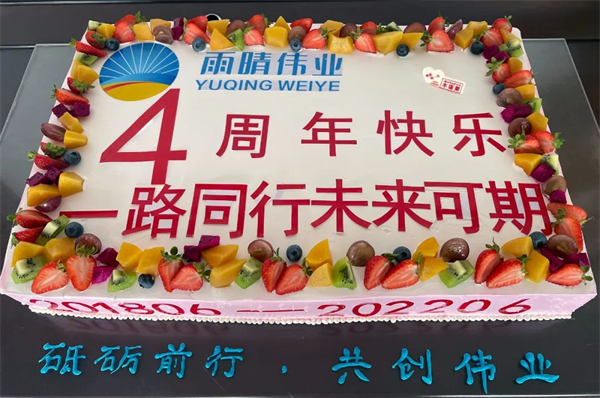 雨晴伟业
YUQING WEIYE
4周年快乐
一路同行未来可期
201806—202206
砥砺前行.共创伟业